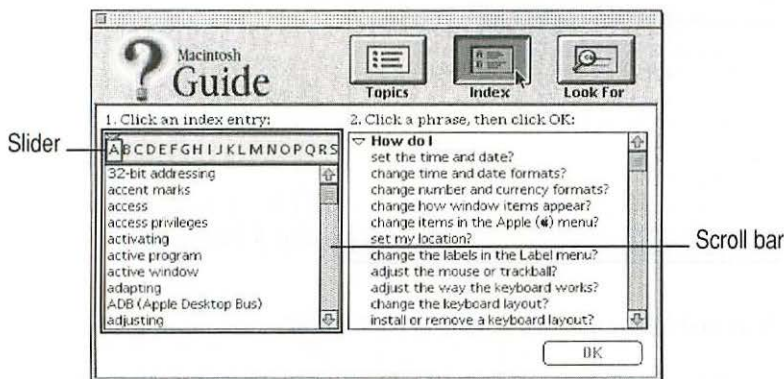 Macintosh
Guide
Topics
Index
Look For
1. Click an index entry:
Slider
A B C D E F G H I J K L M N O P Q R S
32-bit addressing
accent marks
access
access privileges
activating
active program
active window
adapting
ADB (Apple Desktop Bus)
adjusting
2. Click a phrase, then click OK:
How do I
set the time and date?
change time and date formats?
change number and currency formats?
change how window items appear?
change items in the Apple () menu?
set my location?
change the labels in the Label menu?
adjust the mouse or trackball?
adjust the way the keyboard works?
change the keyboard layout?
install or remove a keyboard layout?
Scroll bar
OK